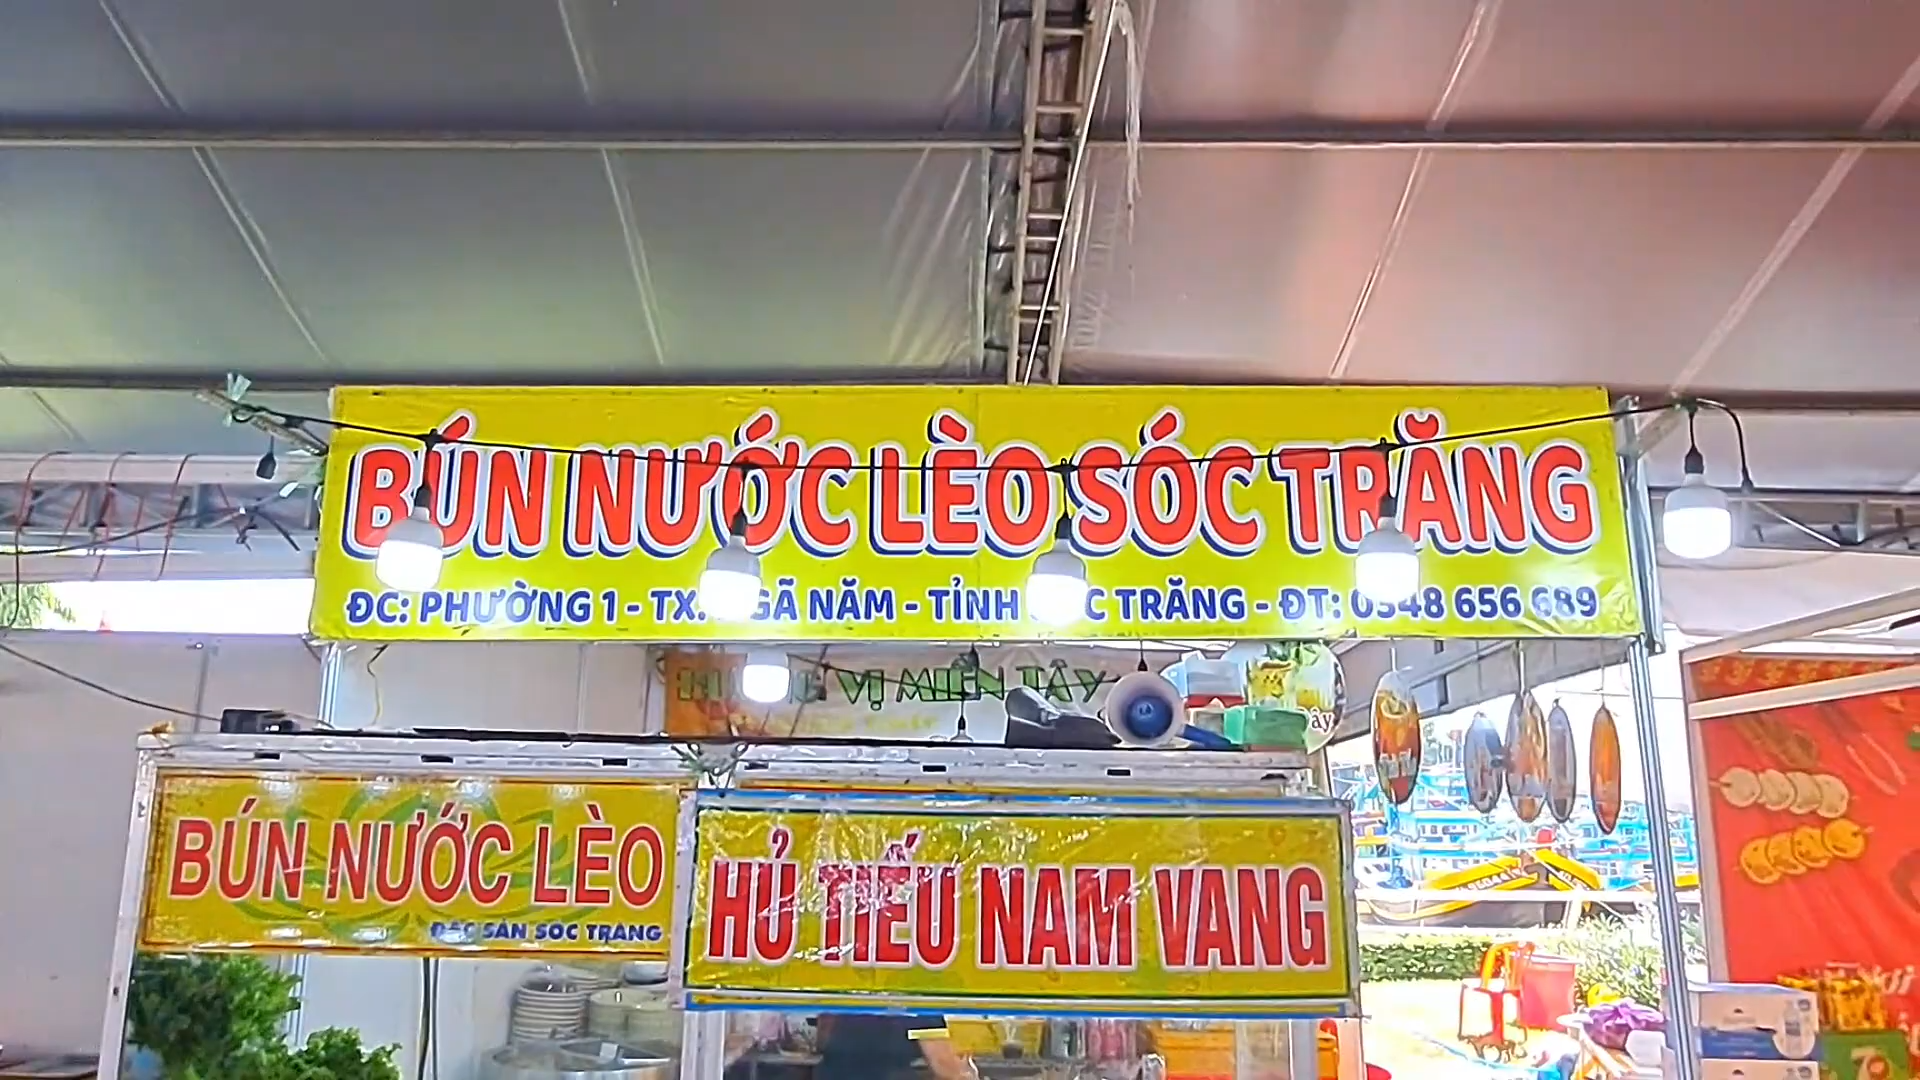 BÚN NƯỚC LÈO SÓC TRĂNG
ĐC: PHƯỜNG 1 - TX. NGÃ NĂM - TỈNH SÓC TRĂNG - ĐT: 0348 656 689
VỊ MIỀN TÂY
BÚN NƯỚC LÈO
ĐẶC SẢN SÓC TRĂNG
HỦ TIẾU NAM VANG